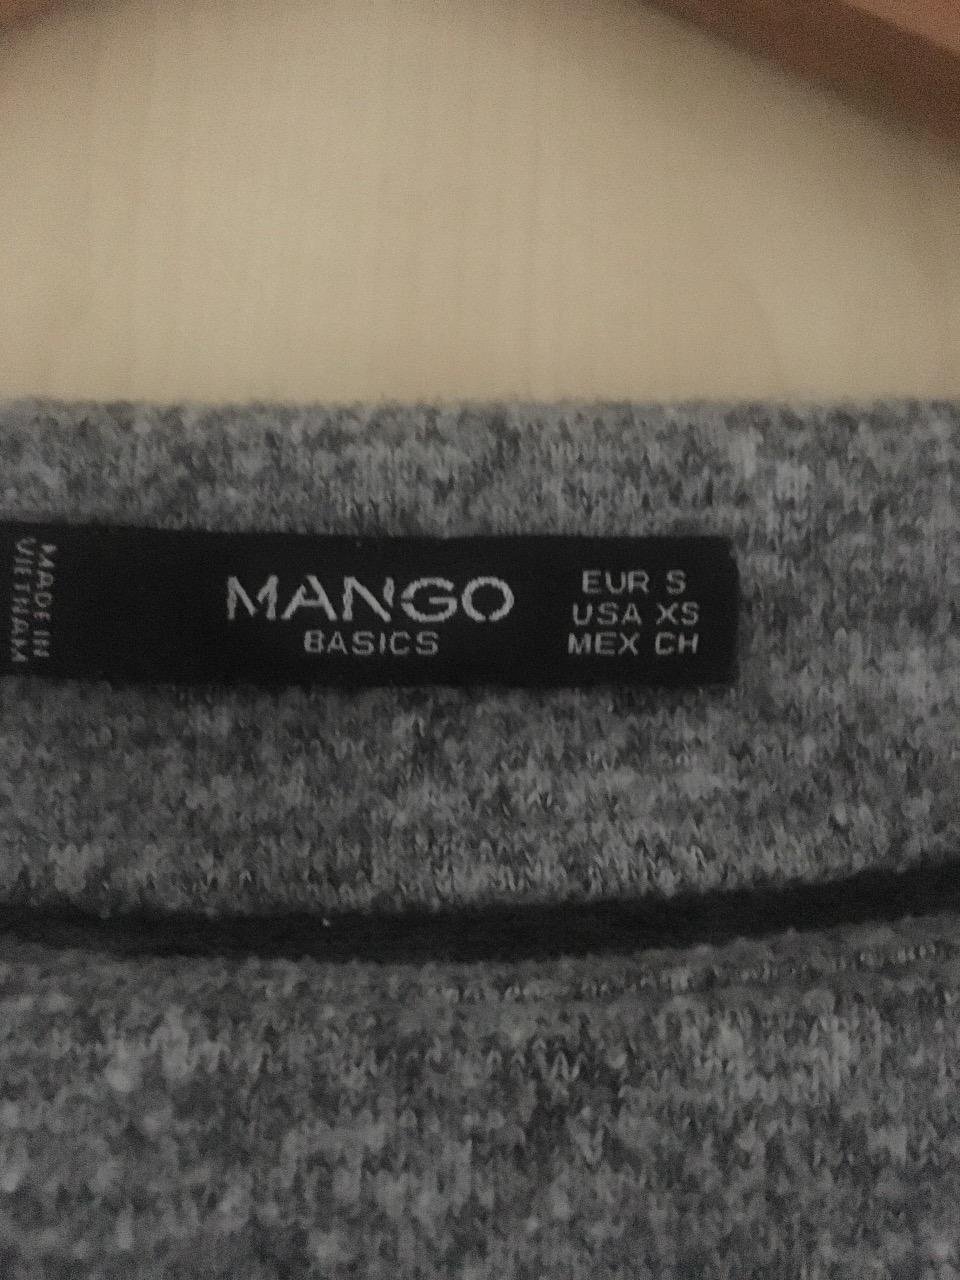 MADE IN
VIETNAM
MANGO
BASICS
EUR S
USA XS
MEX CH